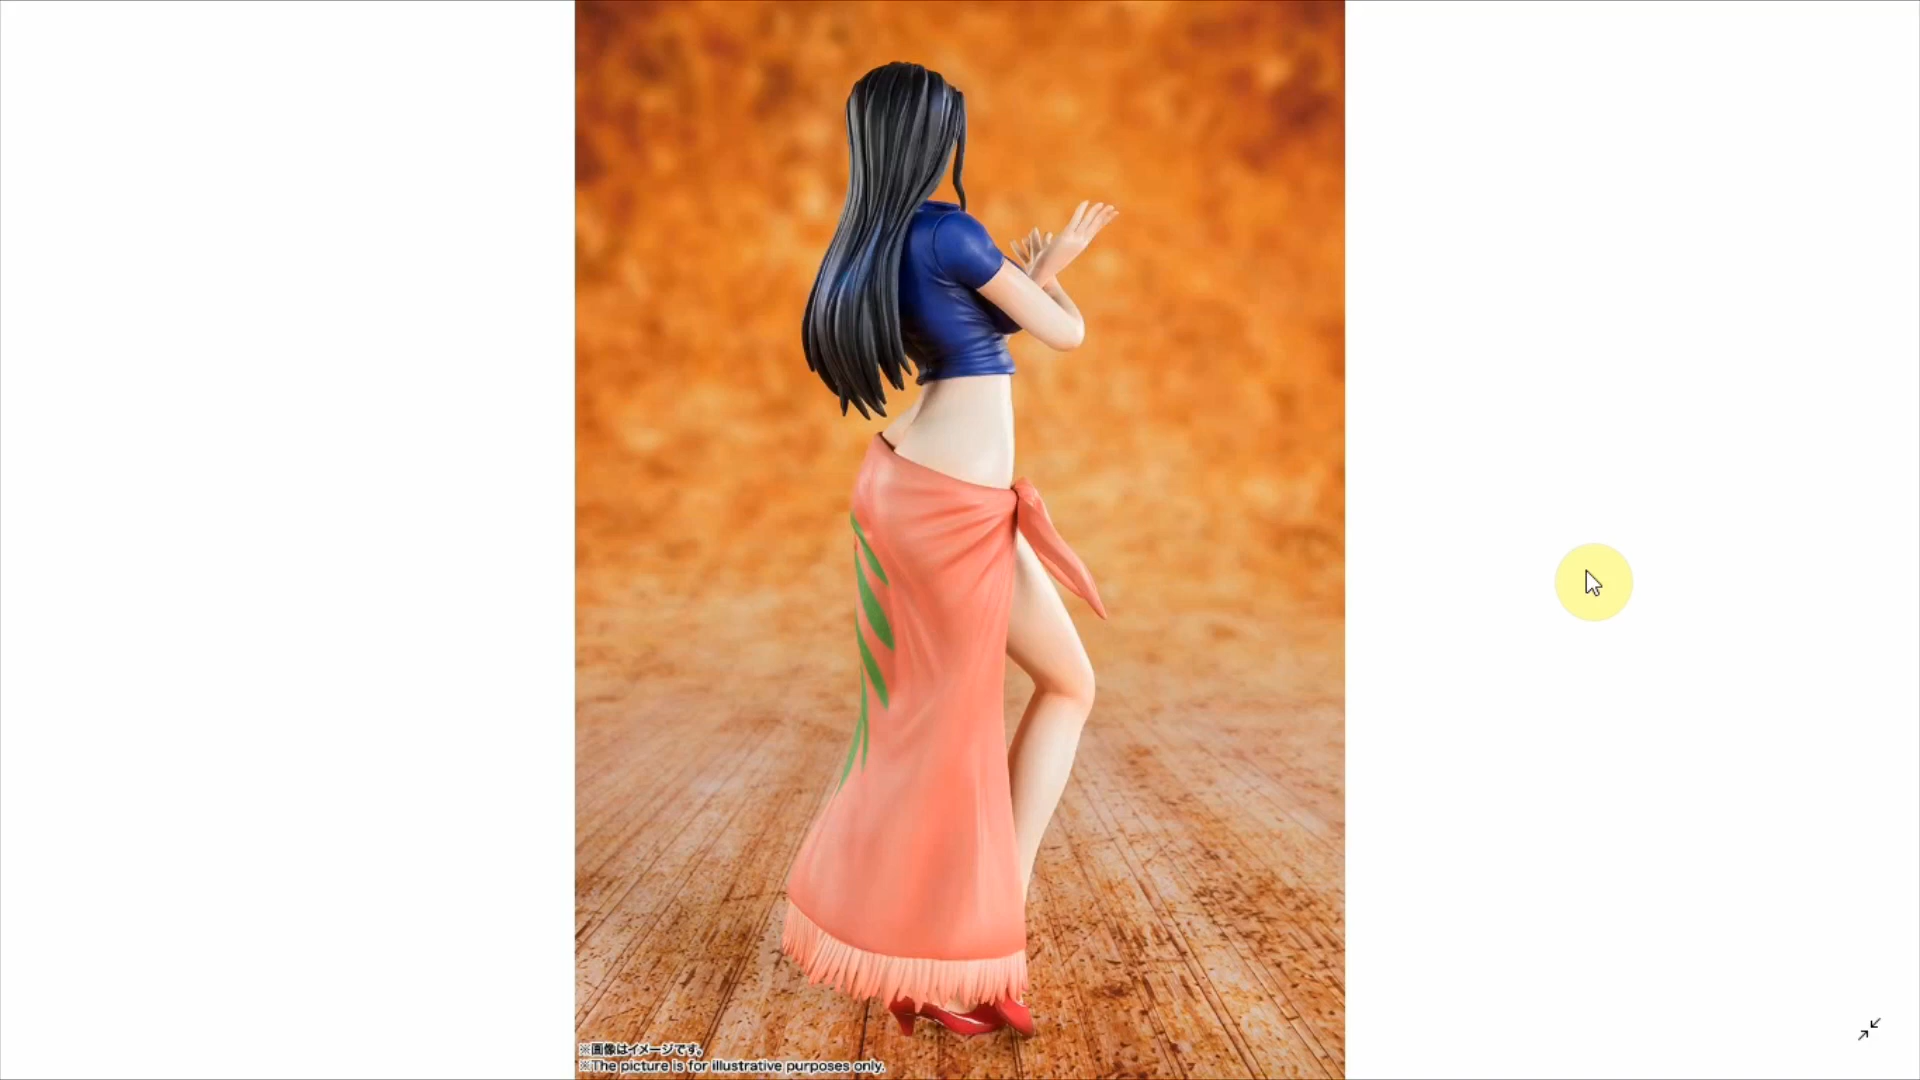 ※画像はイメージです。
※The picture is for illustrative purposes only.